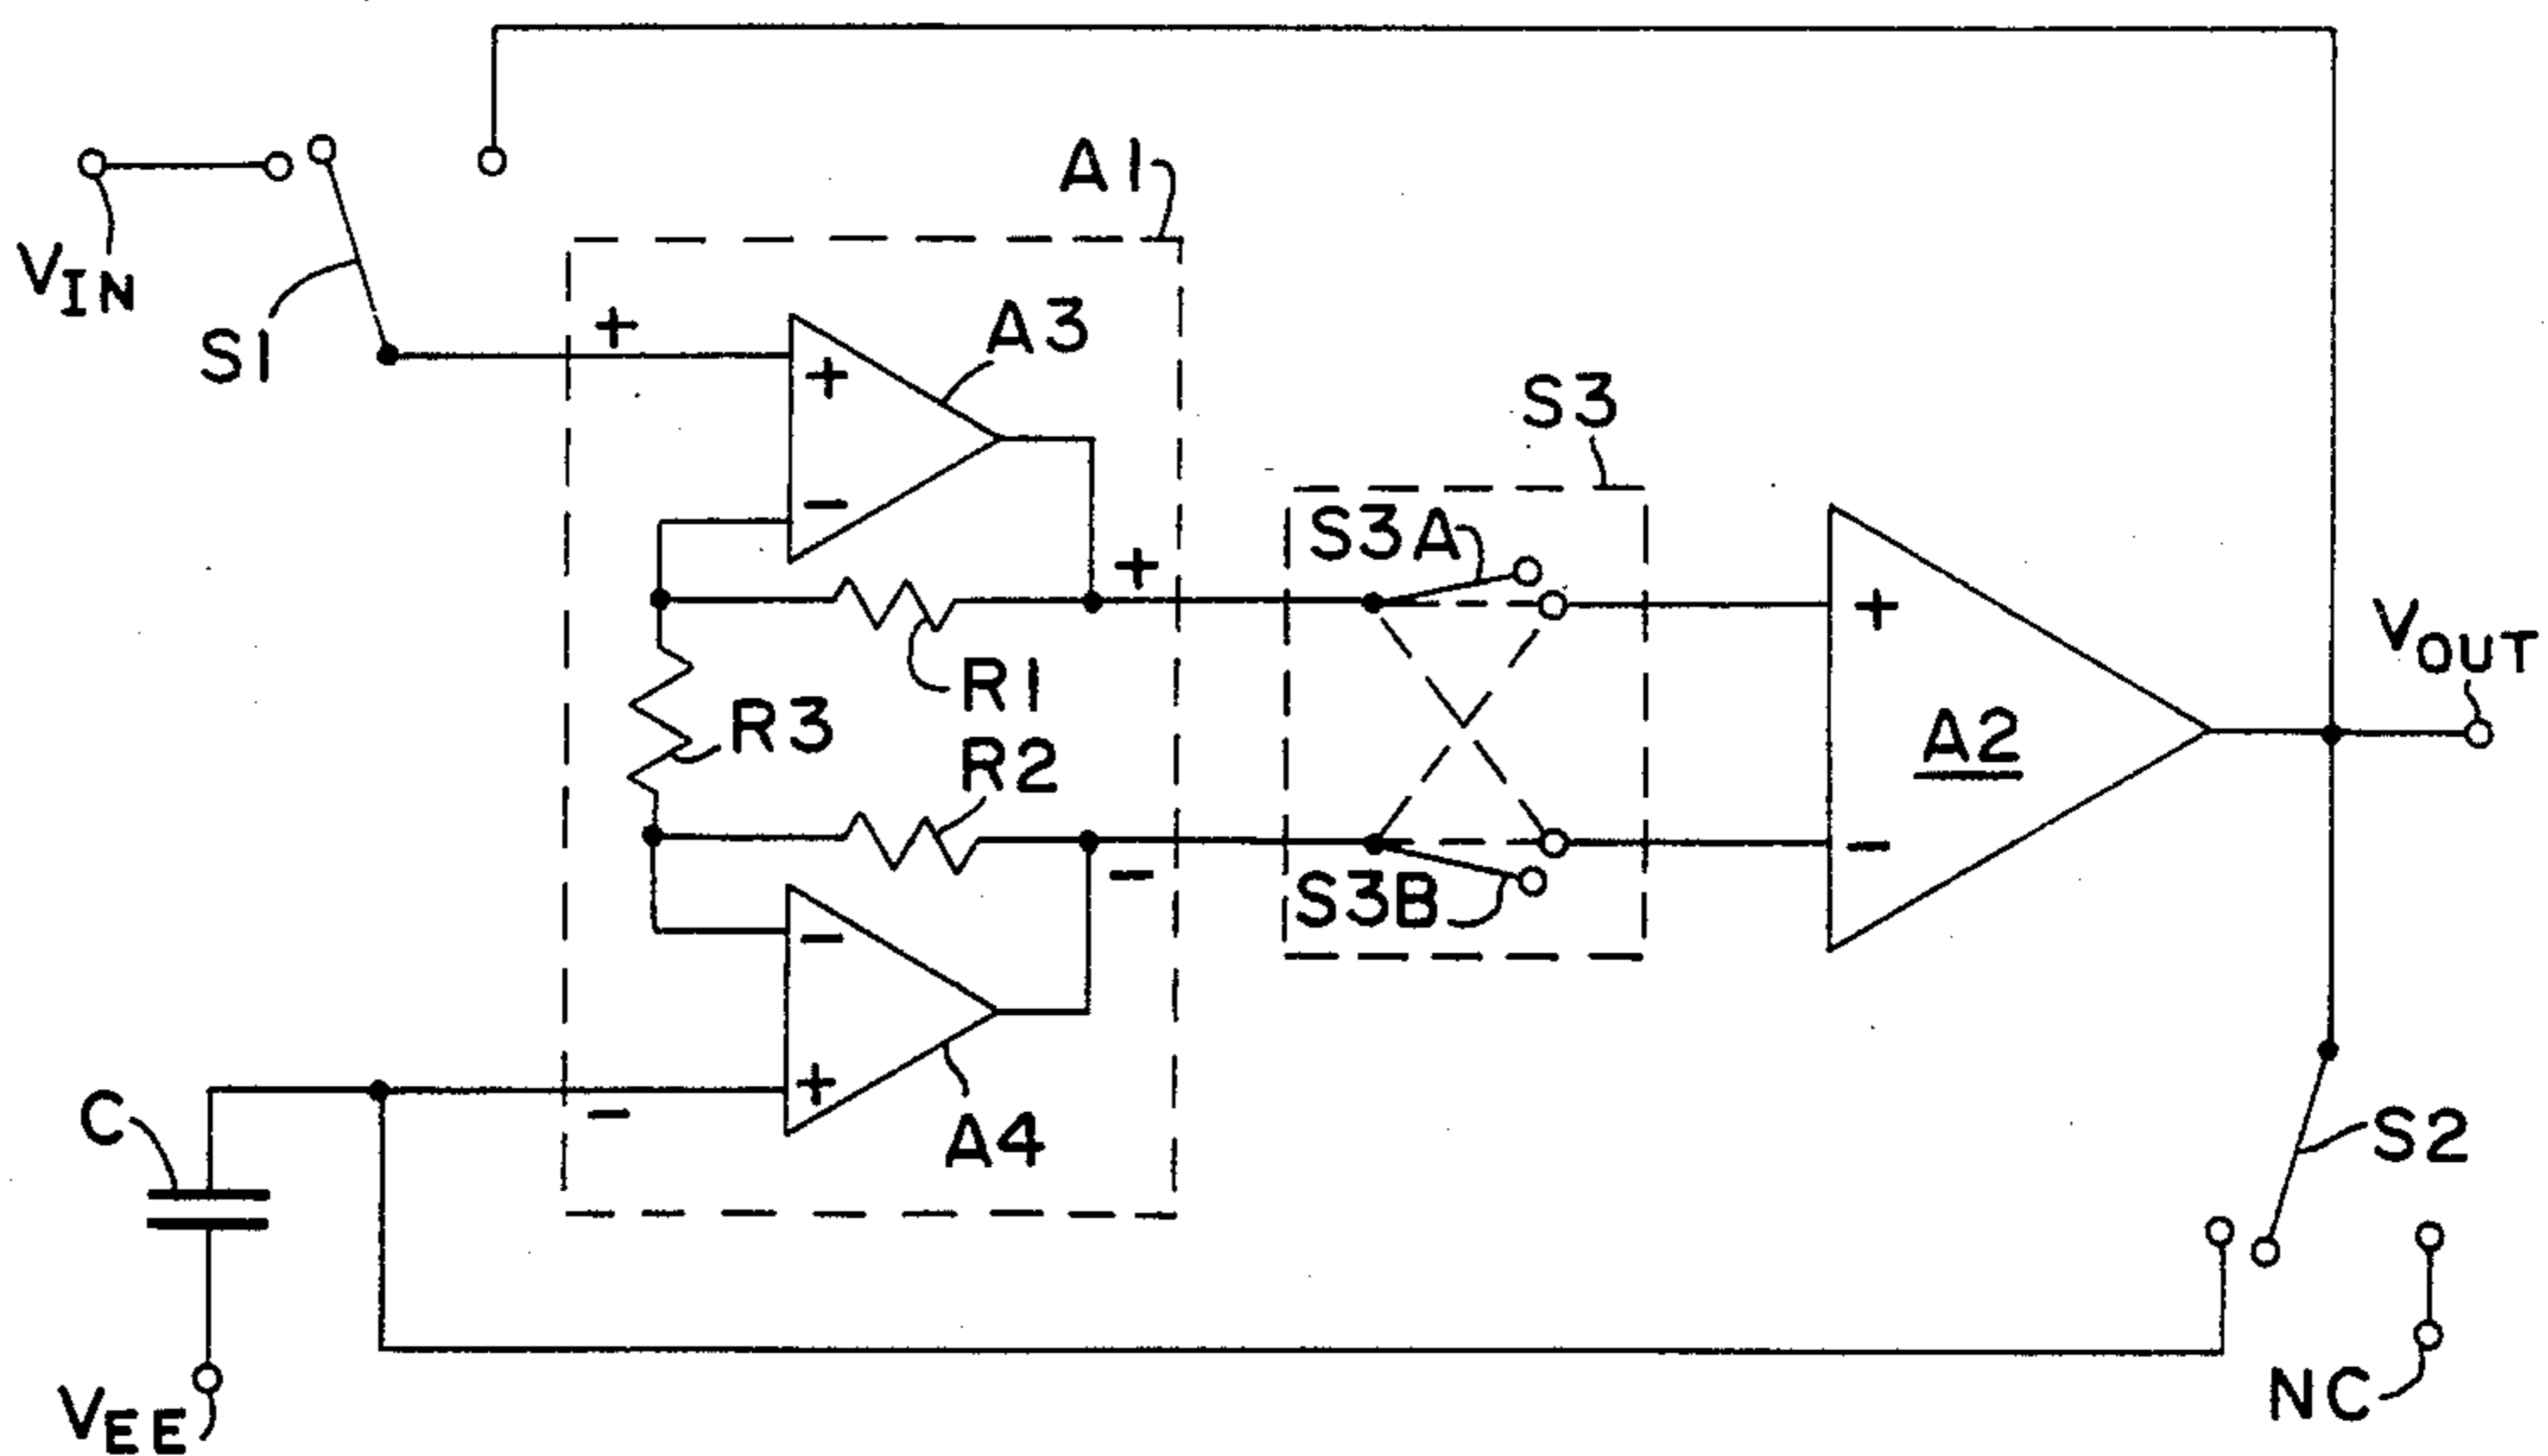 A1
VIN
S1
+
A3
+
S3
−
S3A
+
+
VOUT
R1
R3
R2
A2
−
−
S3B
−
C
+
−
A4
S2
NC
VEE